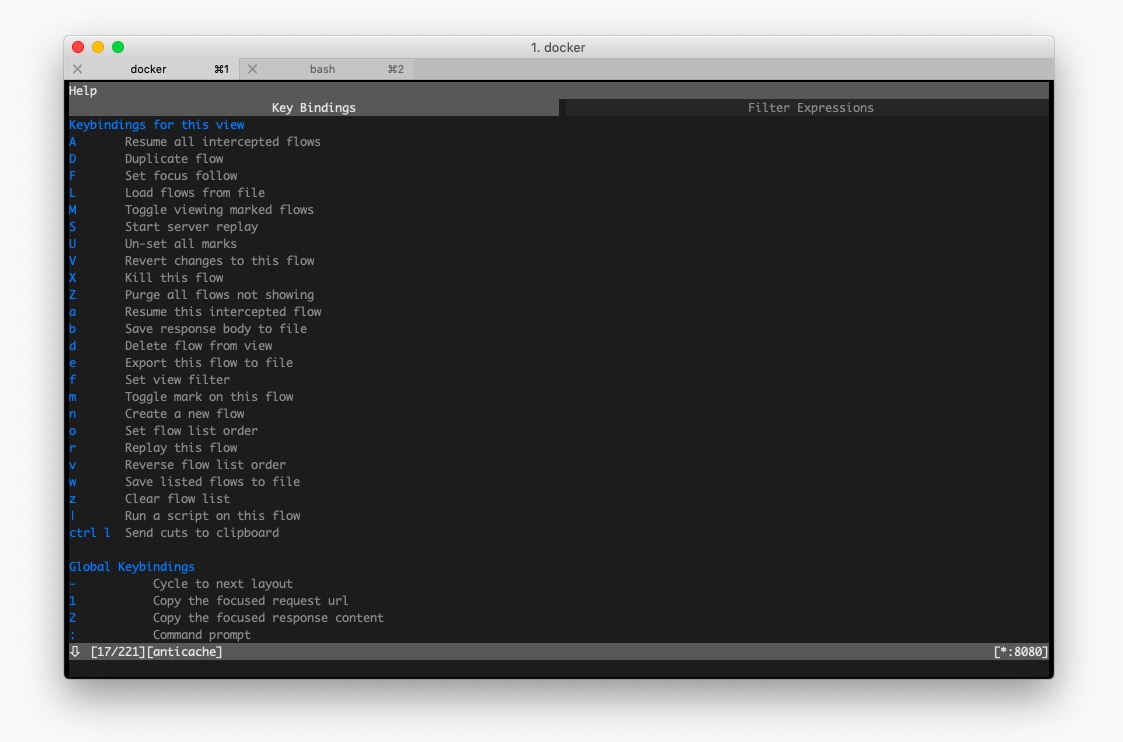 1. docker
docker ⌘1 bash ⌘2
Help
Key Bindings Filter Expressions
Keybindings for this view
A Resume all intercepted flows
D Duplicate flow
F Set focus follow
L Load flows from file
M Toggle viewing marked flows
S Start server replay
U Un-set all marks
V Revert changes to this flow
X Kill this flow
Z Purge all flows not showing
a Resume this intercepted flow
b Save response body to file
d Delete flow from view
e Export this flow to file
f Set view filter
m Toggle mark on this flow
n Create a new flow
o Set flow list order
r Replay this flow
v Reverse flow list order
w Save listed flows to file
z Clear flow list
| Run a script on this flow
ctrl l Send cuts to clipboard
Global Keybindings
- Cycle to next layout
1 Copy the focused request url
2 Copy the focused response content
: Command prompt
⇩ [17/221][anticache] [*:8080]